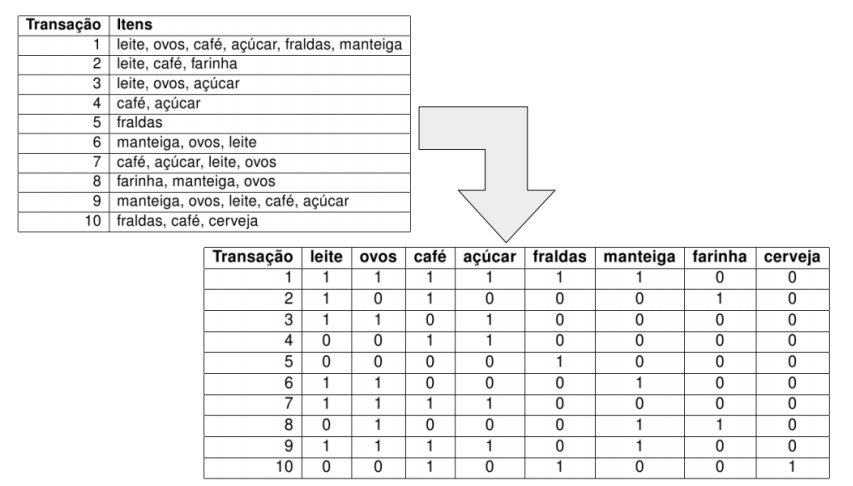 Transação Itens
1 leite, ovos, café, açúcar, fraldas, manteiga
2 leite, café, farinha
3 leite, ovos, açúcar
4 café, açúcar
5 fraldas
6 manteiga, ovos, leite
7 café, açúcar, leite, ovos
8 farinha, manteiga, ovos
9 manteiga, ovos, leite, café, açúcar
10 fraldas, café, cerveja
Transação leite ovos café açúcar fraldas manteiga farinha cerveja
1 1 1 1 1 1 1 0 0
2 1 0 1 0 0 0 1 0
3 1 1 0 1 0 0 0 0
4 0 0 1 1 0 0 0 0
5 0 0 0 0 1 0 0 0
6 1 1 0 0 0 1 0 0
7 1 1 1 1 0 0 0 0
8 0 1 0 0 0 1 1 0
9 1 1 1 1 0 1 0 0
10 0 0 1 0 1 0 0 1